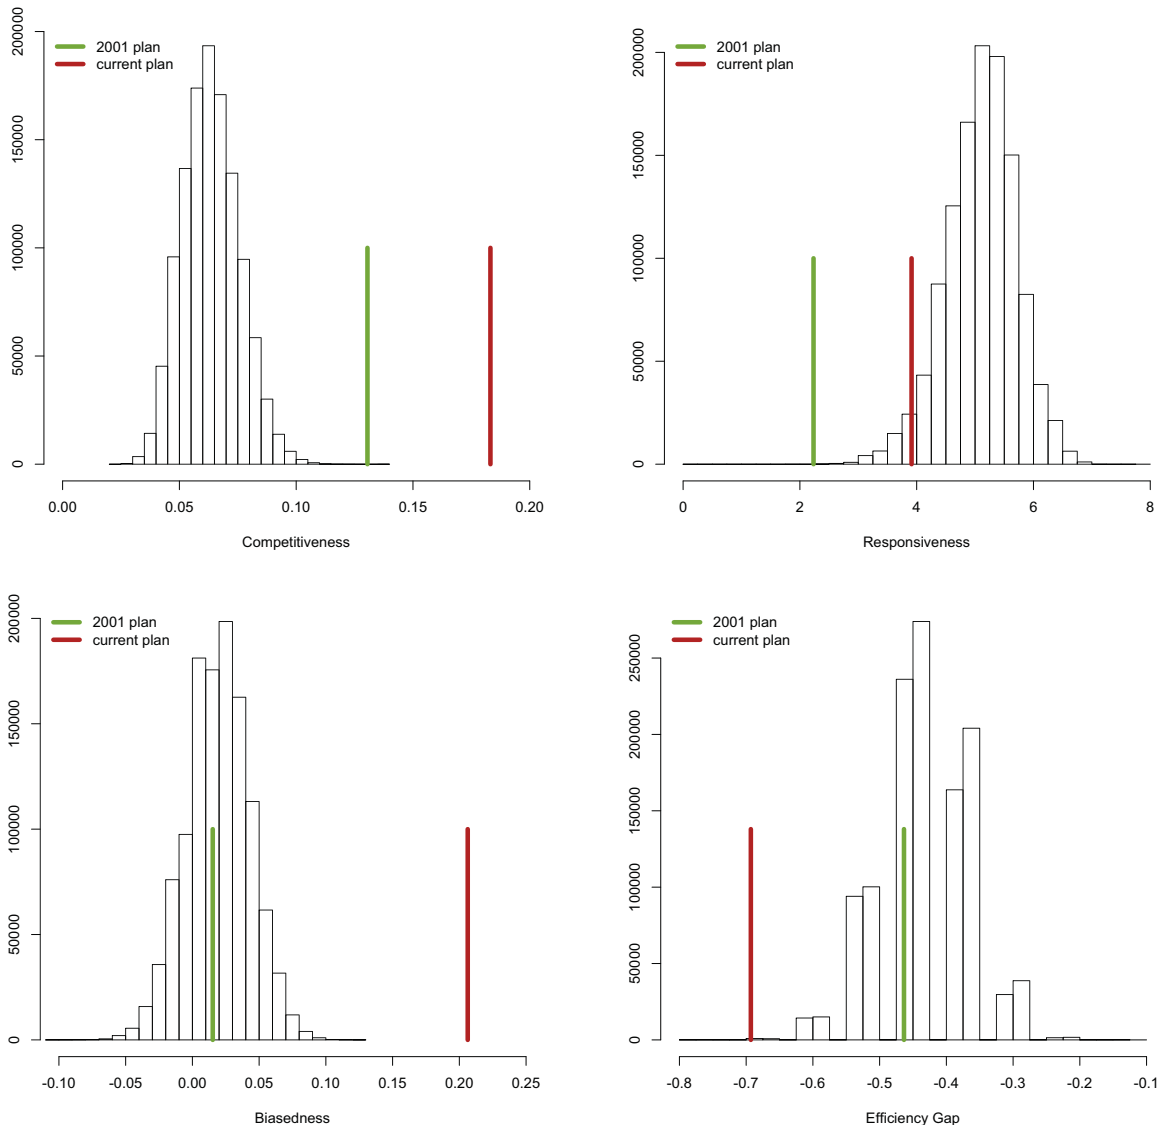 2001 plan
current plan
200000
150000
100000
50000
0
0.00 0.05 0.10 0.15 0.20
Competitiveness
2001 plan
current plan
200000
150000
100000
50000
0
0 2 4 6 8
Responsiveness
2001 plan
current plan
200000
150000
100000
50000
0
-0.10 -0.05 0.00 0.05 0.10 0.15 0.20 0.25
Biasedness
2001 plan
current plan
250000
200000
150000
100000
50000
0
-0.8 -0.7 -0.6 -0.5 -0.4 -0.3 -0.2 -0.1
Efficiency Gap